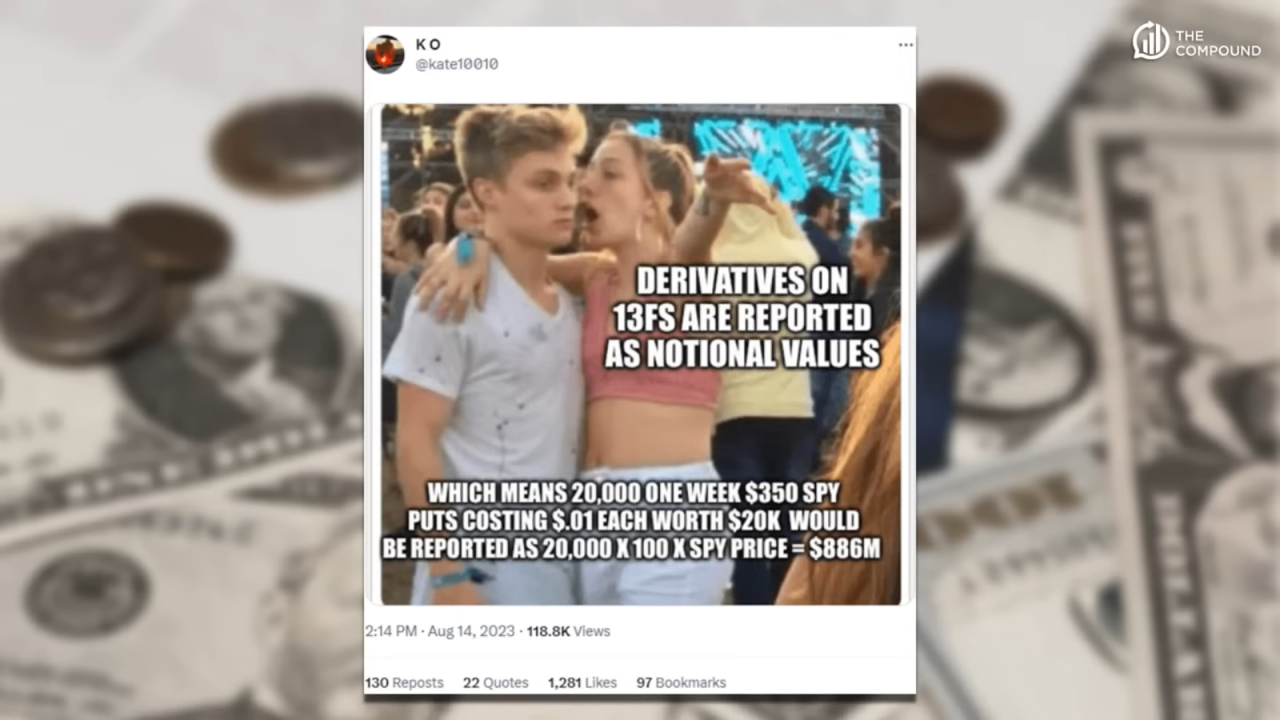 THE
COMPOUND
K O
@kate10010
DERIVATIVES ON
13FS ARE REPORTED
AS NOTIONAL VALUES
WHICH MEANS 20,000 ONE WEEK $350 SPY
PUTS COSTING $.01 EACH WORTH $20K WOULD
BE REPORTED AS 20,000 X 100 X SPY PRICE = $886M
2:14 PM · Aug 14, 2023 · 118.8K Views
130 Reposts 22 Quotes 1,281 Likes 97 Bookmarks